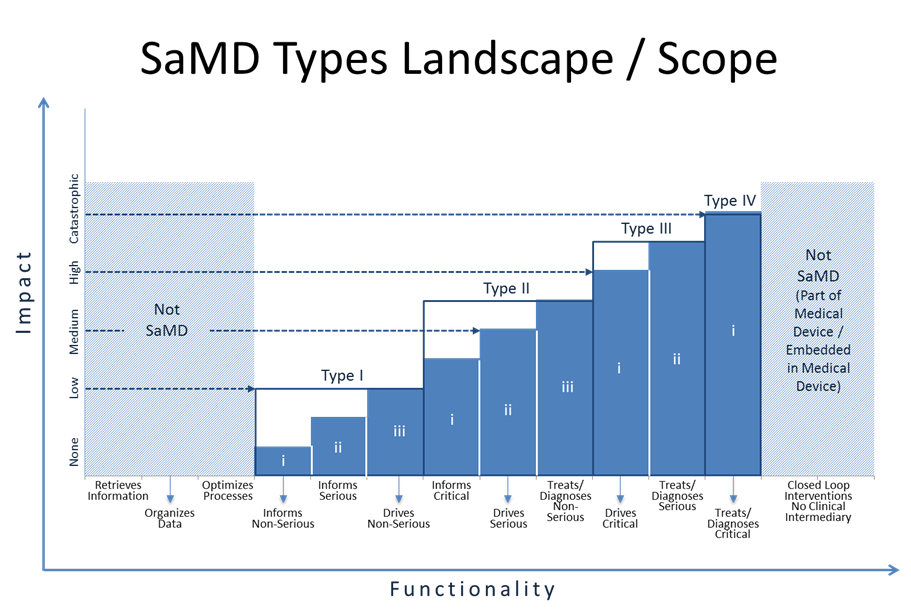 SaMD Types Landscape / Scope
Impact
Catastrophic
High
Medium
Low
None
Not
SaMD
Type I
Type II
Type III
Type IV
i
ii
iii
i
ii
iii
i
ii
i
Not
SaMD
(Part of
Medical
Device /
Embedded
in Medical
Device)
Retrieves
Information
Organizes
Data
Optimizes
Processes
Informs
Non-Serious
Informs
Serious
Drives
Non-Serious
Informs
Critical
Drives
Serious
Treats/
Diagnoses
Non-
Serious
Drives
Critical
Treats/
Diagnoses
Serious
Treats/
Diagnoses
Critical
Closed Loop
Interventions
No Clinical
Intermediary
Functionality